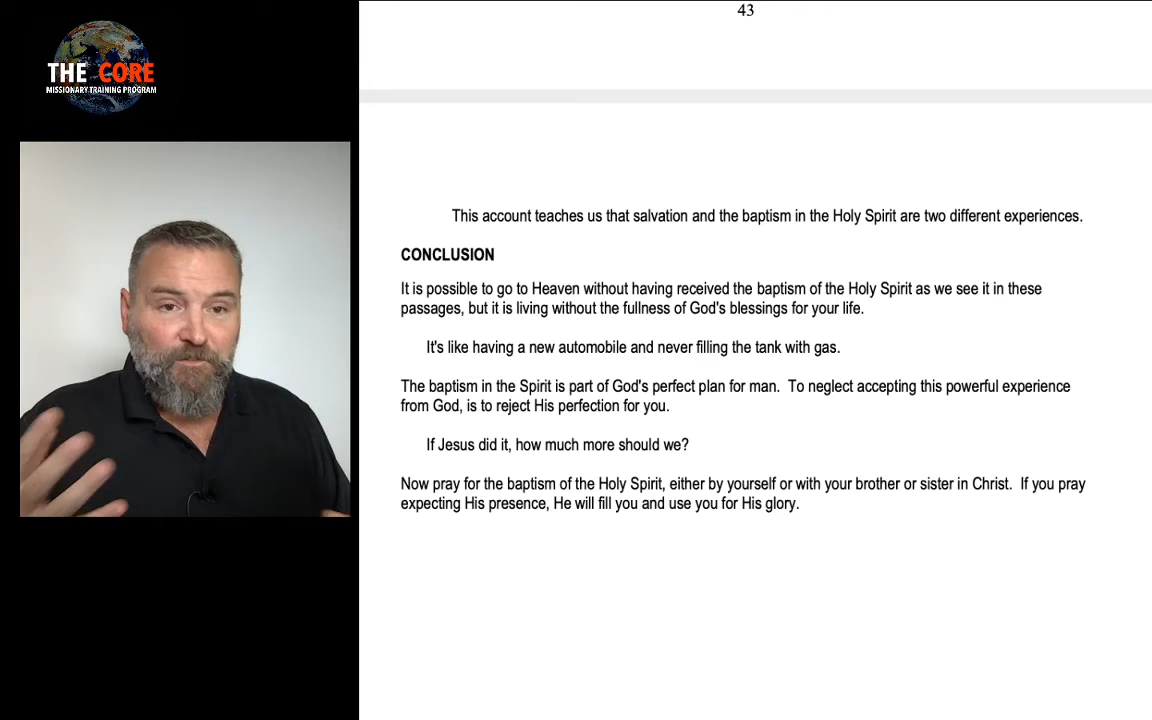 THE CORE
MISSIONARY TRAINING PROGRAM
43
This account teaches us that salvation and the baptism in the Holy Spirit are two different experiences.
CONCLUSION
It is possible to go to Heaven without having received the baptism of the Holy Spirit as we see it in these
passages, but it is living without the fullness of God's blessings for your life.
It's like having a new automobile and never filling the tank with gas.
The baptism in the Spirit is part of God's perfect plan for man.  To neglect accepting this powerful experience
from God, is to reject His perfection for you.
If Jesus did it, how much more should we?
Now pray for the baptism of the Holy Spirit, either by yourself or with your brother or sister in Christ.  If you pray
expecting His presence, He will fill you and use you for His glory.